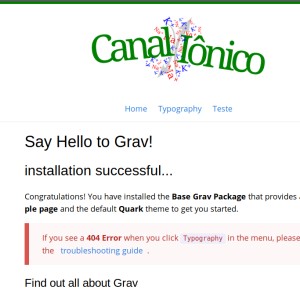 Canal Iônico
Home Typography Teste
Say Hello to Grav!
installation successful...
Congratulations! You have installed the Base Grav Package that provides a
ple page and the default Quark theme to get you started.
If you see a 404 Error when you click Typography in the menu, please
the troubleshooting guide .
Find out all about Grav